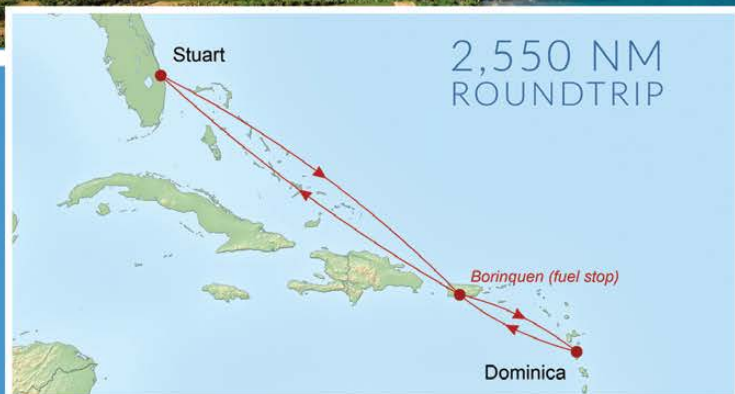 Stuart
2,550 NM
ROUNDTRIP
Borinquen (fuel stop)
Dominica